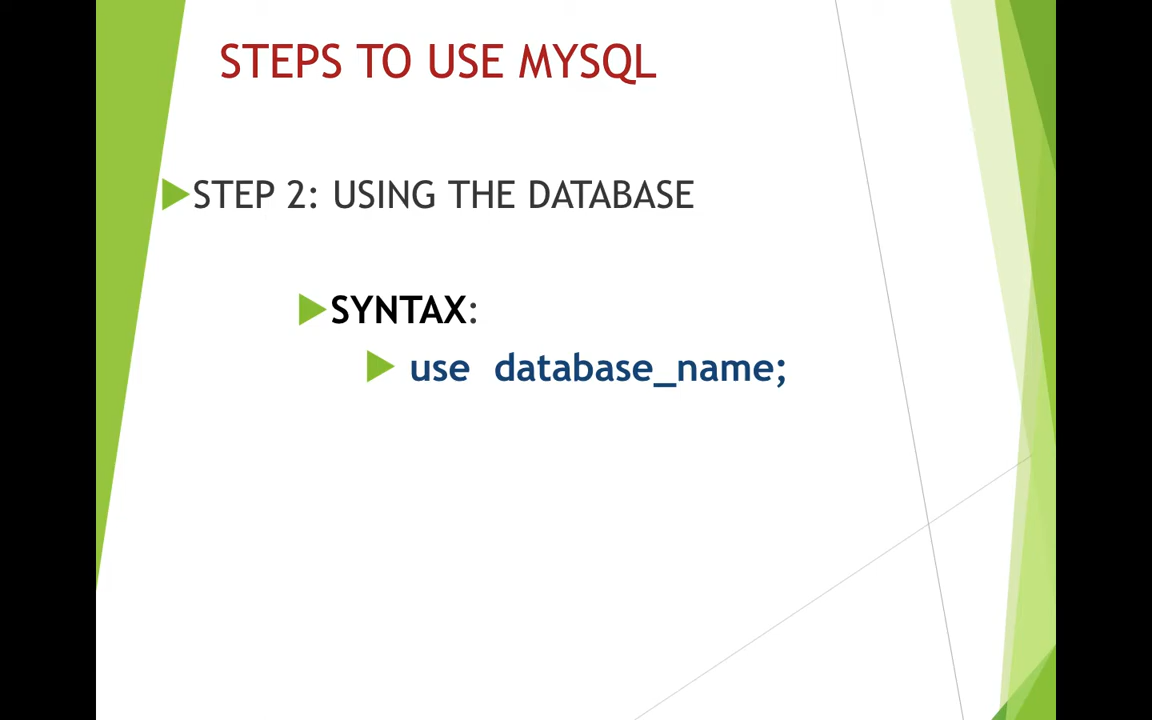 STEPS TO USE MYSQL
STEP 2: USING THE DATABASE
SYNTAX:
use database_name;